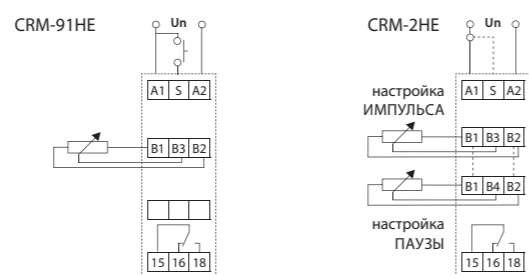 CRM-91HE
Un
A1 S A2
B1 B3 B2
15 16 18
CRM-2HE
Un
A1 S A2
настройка
ИМПУЛЬСА
B1 B3 B2
B1 B4 B2
настройка
ПАУЗЫ
15 16 18